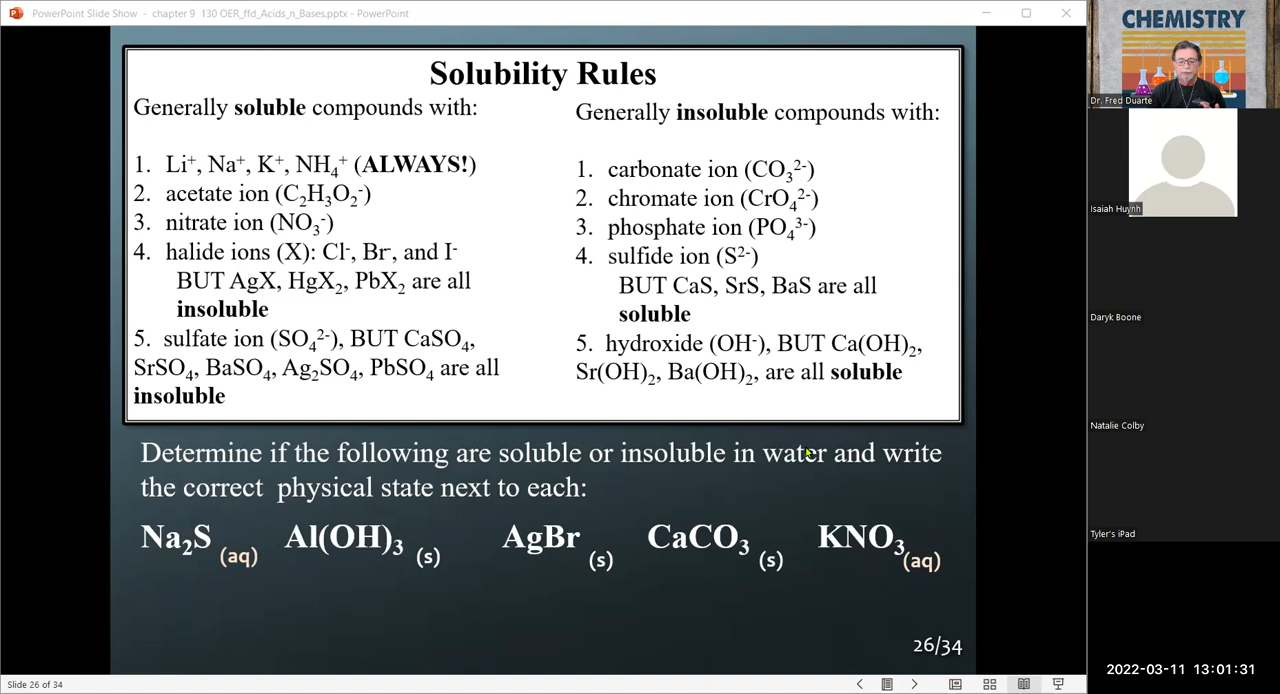 PowerPoint Slide Show - chapter 9 130 OER_ffd_Acids_n_Bases.pptx - PowerPoint
Solubility Rules
Generally soluble compounds with:
1. Li⁺, Na⁺, K⁺, NH₄⁺ (ALWAYS!)
2. acetate ion (C₂H₃O₂⁻)
3. nitrate ion (NO₃⁻)
4. halide ions (X): Cl⁻, Br⁻, and I⁻
BUT AgX, HgX₂, PbX₂ are all
insoluble
5. sulfate ion (SO₄²⁻), BUT CaSO₄,
SrSO₄, BaSO₄, Ag₂SO₄, PbSO₄ are all
insoluble
Generally insoluble compounds with:
1. carbonate ion (CO₃²⁻)
2. chromate ion (CrO₄²⁻)
3. phosphate ion (PO₄³⁻)
4. sulfide ion (S²⁻)
BUT CaS, SrS, BaS are all
soluble
5. hydroxide (OH⁻), BUT Ca(OH)₂,
Sr(OH)₂, Ba(OH)₂, are all soluble
Determine if the following are soluble or insoluble in water and write
the correct physical state next to each:
Na₂S (aq) Al(OH)₃ (s) AgBr (s) CaCO₃ (s) KNO₃ (aq)
26/34
Slide 26 of 34
CHEMISTRY
Dr. Fred Duarte
Isaiah Huynh
Daryk Boone
Natalie Colby
Tyler's iPad
2022-03-11 13:01:31